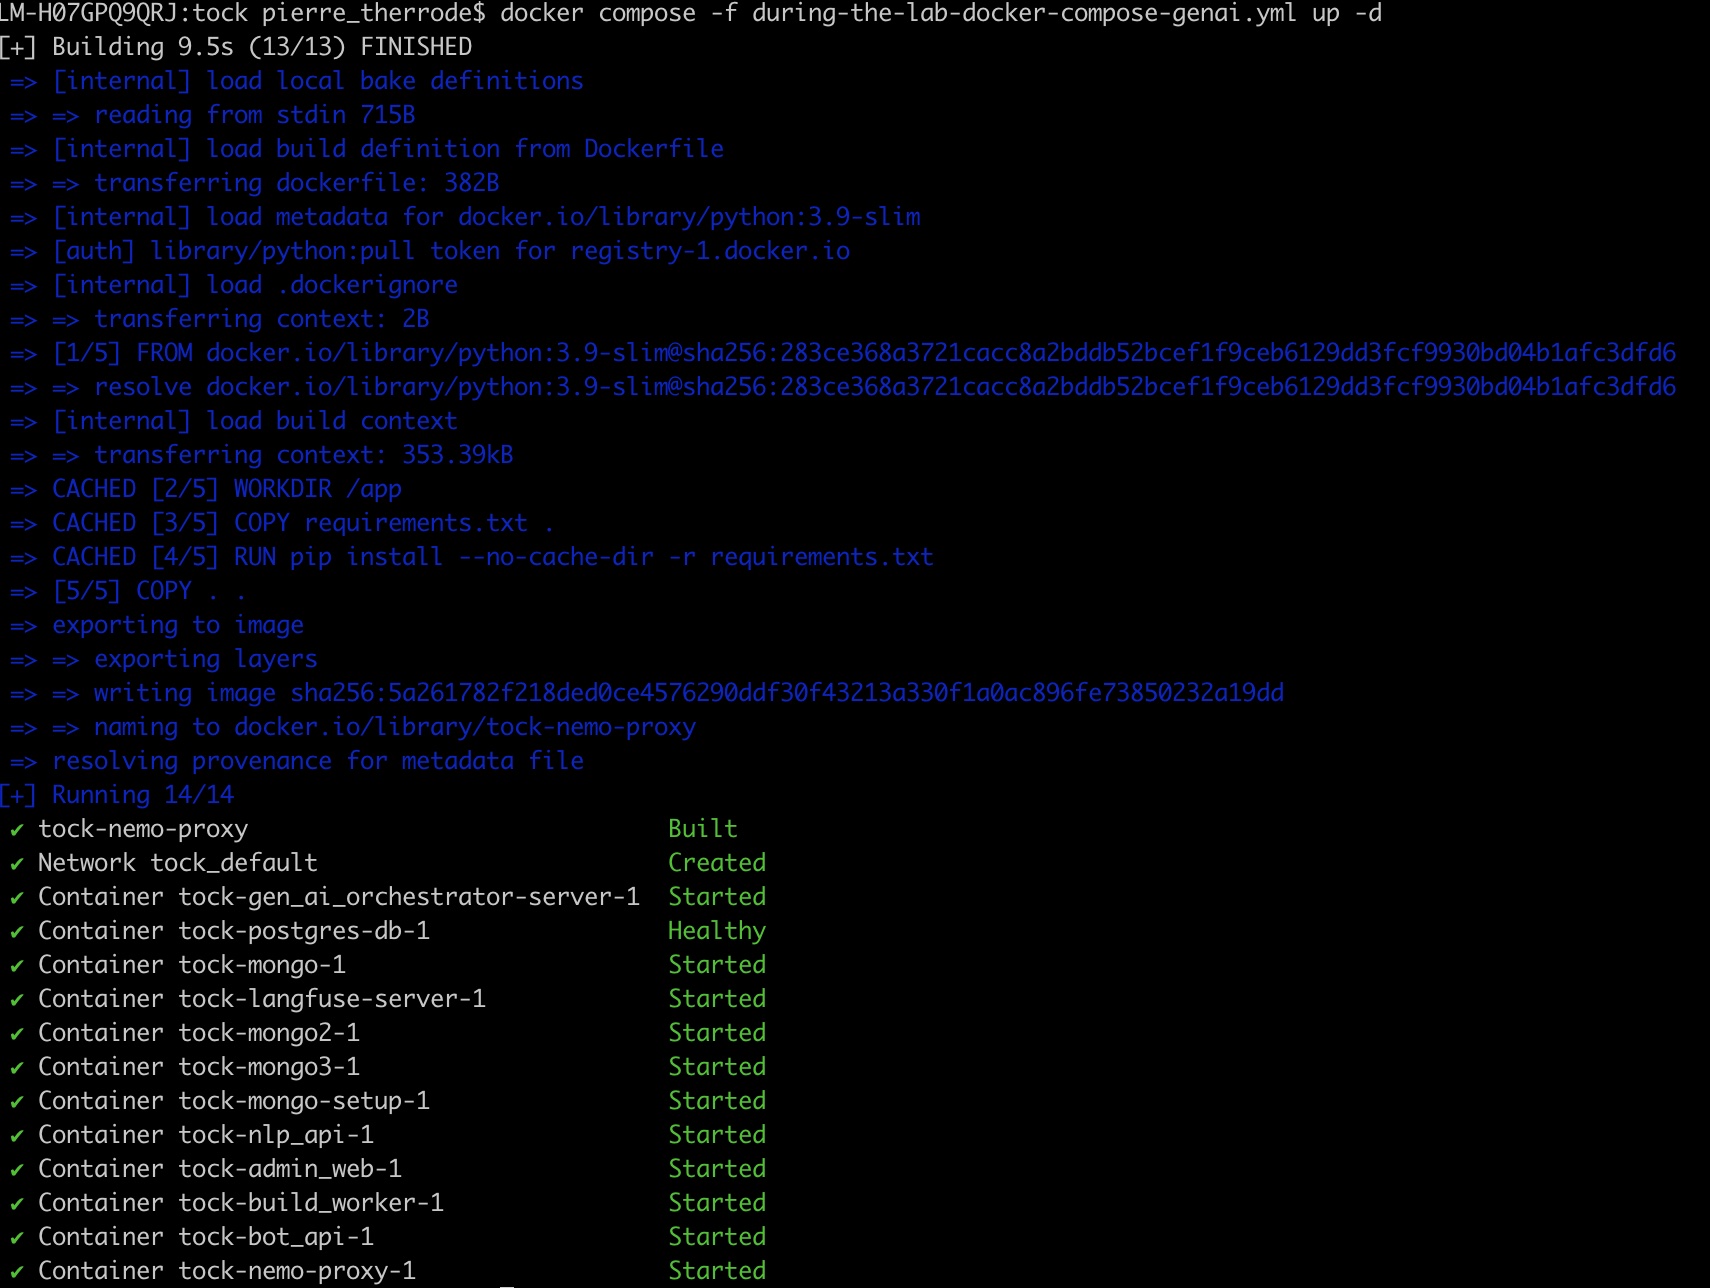 LM-H07GPQ9QRJ:tock pierre_therrode$ docker compose -f during-the-lab-docker-compose-genai.yml up -d
[+] Building 9.5s (13/13) FINISHED
=> [internal] load local bake definitions
=> => reading from stdin 715B
=> [internal] load build definition from Dockerfile
=> => transferring dockerfile: 382B
=> [internal] load metadata for docker.io/library/python:3.9-slim
=> [auth] library/python:pull token for registry-1.docker.io
=> [internal] load .dockerignore
=> => transferring context: 2B
=> [1/5] FROM docker.io/library/python:3.9-slim@sha256:283ce368a3721cacc8a2bddb52bcef1f9ceb6129dd3fcf9930bd04b1afc3dfd6
=> => resolve docker.io/library/python:3.9-slim@sha256:283ce368a3721cacc8a2bddb52bcef1f9ceb6129dd3fcf9930bd04b1afc3dfd6
=> [internal] load build context
=> => transferring context: 353.39kB
=> CACHED [2/5] WORKDIR /app
=> CACHED [3/5] COPY requirements.txt .
=> CACHED [4/5] RUN pip install --no-cache-dir -r requirements.txt
=> [5/5] COPY . .
=> exporting to image
=> => exporting layers
=> => writing image sha256:5a261782f218ded0ce4576290ddf30f43213a330f1a0ac896fe73850232a19dd
=> => naming to docker.io/library/tock-nemo-proxy
=> resolving provenance for metadata file
[+] Running 14/14
✔ tock-nemo-proxy Built
✔ Network tock_default Created
✔ Container tock-gen_ai_orchestrator-server-1 Started
✔ Container tock-postgres-db-1 Healthy
✔ Container tock-mongo-1 Started
✔ Container tock-langfuse-server-1 Started
✔ Container tock-mongo2-1 Started
✔ Container tock-mongo3-1 Started
✔ Container tock-mongo-setup-1 Started
✔ Container tock-nlp_api-1 Started
✔ Container tock-admin_web-1 Started
✔ Container tock-build_worker-1 Started
✔ Container tock-bot_api-1 Started
✔ Container tock-nemo-proxy-1 Started